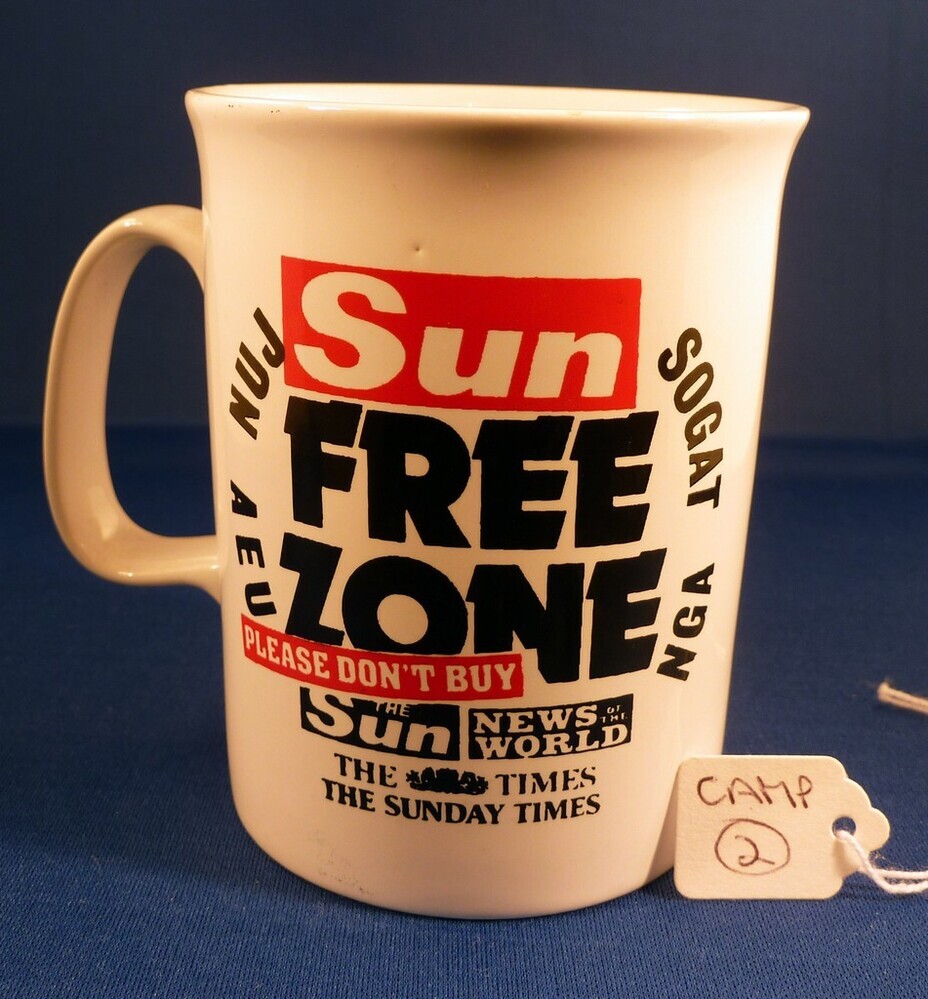 Sun
FREE
ZONE
JUN AEU
SOGAT NGA
PLEASE DON'T BUY
THE Sun
NEWS OF THE WORLD
THE TIMES
THE SUNDAY TIMES
CAMP
2